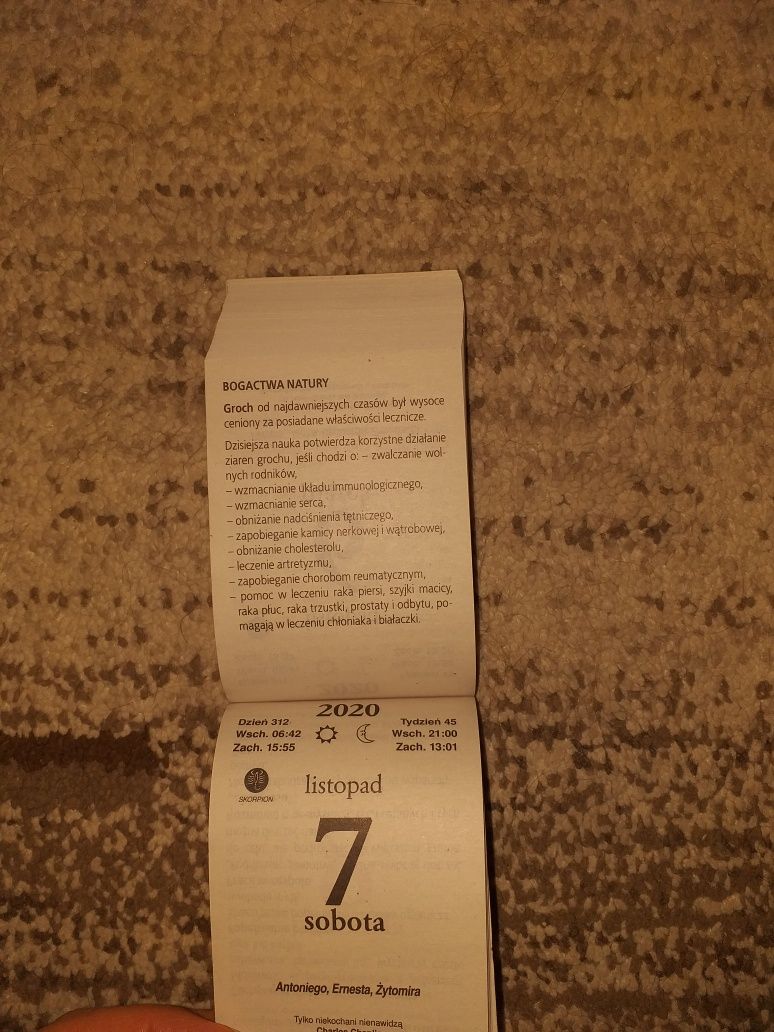 BOGACTWA NATURY
Groch od najdawniejszych czasów był wysoce
ceniony za posiadane właściwości lecznicze.
Dzisiejsza nauka potwierdza korzystne działanie
ziaren grochu, jeśli chodzi o: – zwalczanie wol-
nych rodników,
– wzmacnianie układu immunologicznego,
– wzmacnianie serca,
– obniżanie nadciśnienia tętniczego,
– zapobieganie kamicy nerkowej i wątrobowej,
– obniżanie cholesterolu,
– leczenie artretyzmu,
– zapobieganie chorobom reumatycznym,
– pomoc w leczeniu raka piersi, szyjki macicy,
raka płuc, raka trzustki, prostaty i odbytu, po-
magają w leczeniu chłoniaka i białaczki.
2020
Dzień 312 Tydzień 45
Wsch. 06:42 Wsch. 21:00
Zach. 15:55 Zach. 13:01
SKORPION
listopad
7
sobota
Antoniego, Ernesta, Żytomira
Tylko niekochani nienawidzą